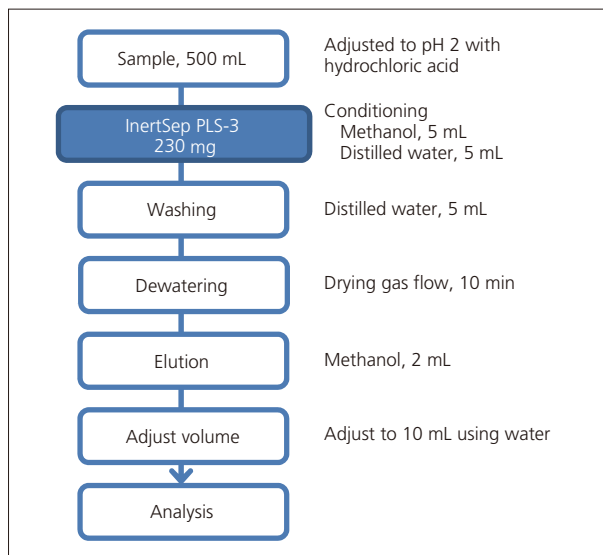 Sample, 500 mL
Adjusted to pH 2 with
hydrochloric acid
InertSep PLS-3
230 mg
Conditioning
Methanol, 5 mL
Distilled water, 5 mL
Washing
Distilled water, 5 mL
Dewatering
Drying gas flow, 10 min
Elution
Methanol, 2 mL
Adjust volume
Adjust to 10 mL using water
Analysis